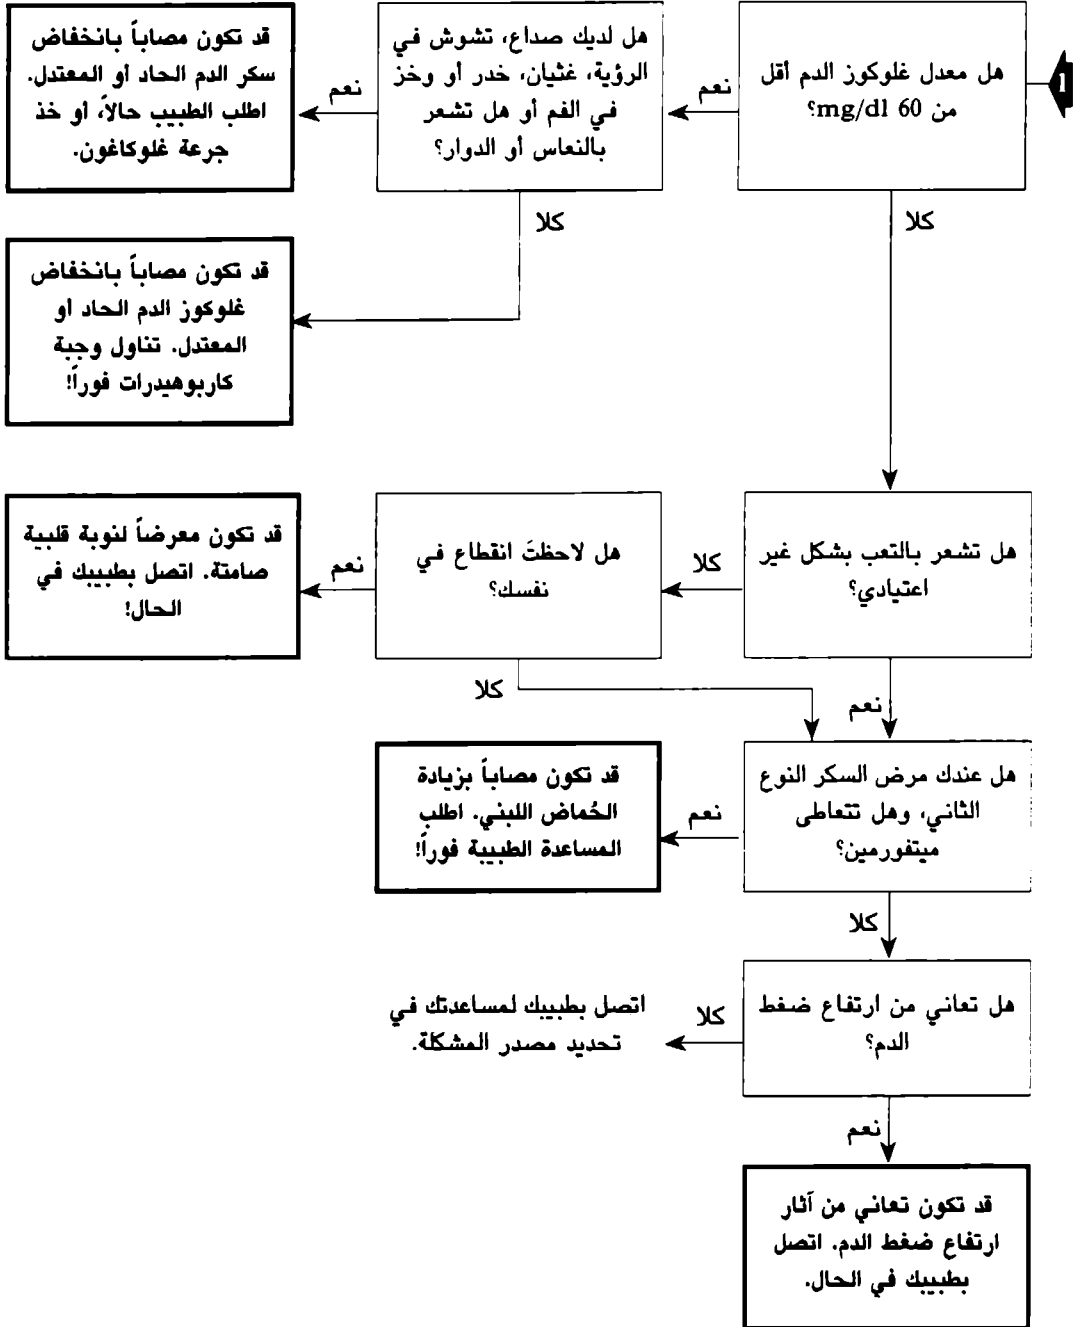 1
هل معدل غلوكوز الدم أقل
من 60 mg/dl؟
نعم
هل لديك صداع، تشوش في
الرؤية، غثيان، خدر أو وخز
في الفم أو هل تشعر
بالنعاس أو الدوار؟
نعم
قد تكون مصاباً بانخفاض
سكر الدم الحاد أو المعتدل.
اطلب الطبيب حالاً، أو خذ
جرعة غلوكاغون.
كلا
كلا
قد تكون مصاباً بانخفاض
غلوكوز الدم الحاد أو
المعتدل. تناول وجبة
كاربوهيدرات فوراً!
هل تشعر بالتعب بشكل غير
اعتيادي؟
كلا
هل لاحظتَ انقطاع في
نفسك؟
نعم
قد تكون معرضاً لنوبة قلبية
صامتة. اتصل بطبيبك في
الحال!
نعم
كلا
هل عندك مرض السكر النوع
الثاني، وهل تتعاطى
ميتفورمين؟
نعم
قد تكون مصاباً بزيادة
الحُماض اللبني. اطلب
المساعدة الطبيبة فوراً!
كلا
هل تعاني من ارتفاع ضغط
الدم؟
كلا
اتصل بطبيبك لمساعدتك في
تحديد مصدر المشكلة.
نعم
قد تكون تعاني من آثار
ارتفاع ضغط الدم. اتصل
بطبيبك في الحال.